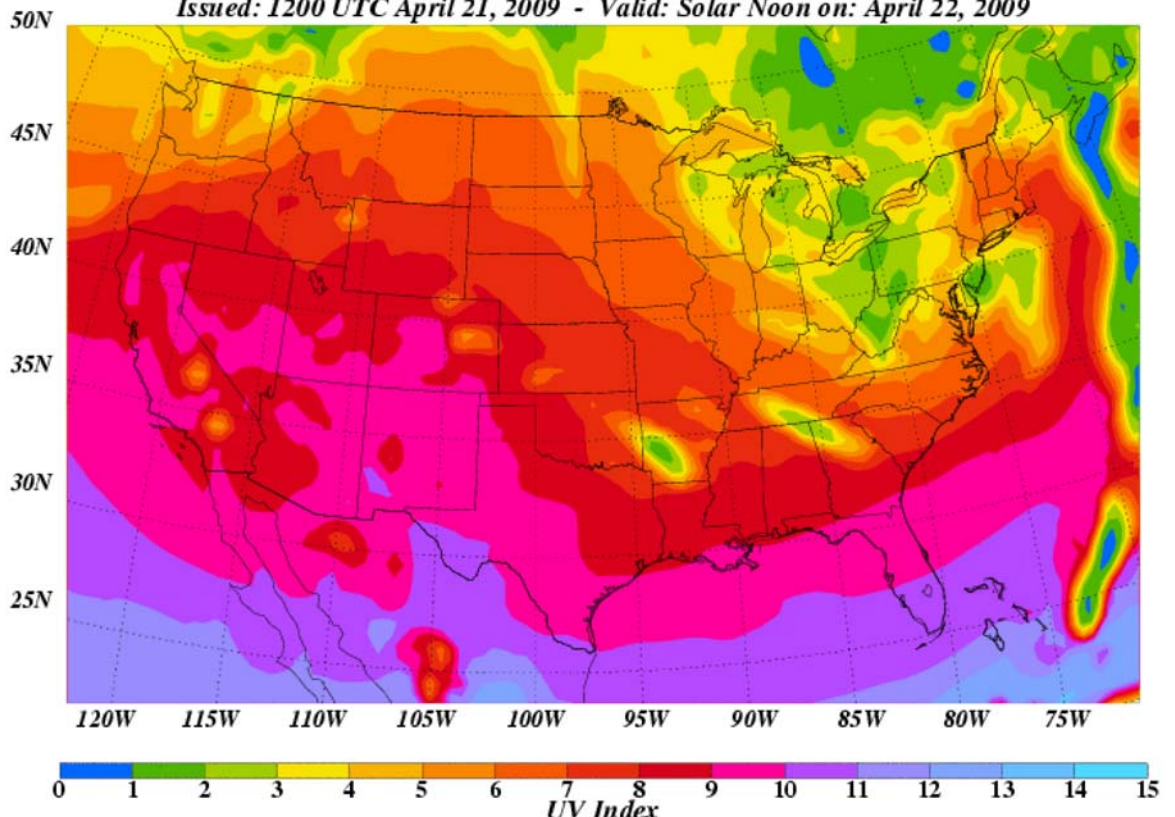 Issued: 1200 UTC April 21, 2009 - Valid: Solar Noon on: April 22, 2009
50N
45N
40N
35N
30N
25N
120W 115W 110W 105W 100W 95W 90W 85W 80W 75W
0 1 2 3 4 5 6 7 8 9 10 11 12 13 14 15
UV Index